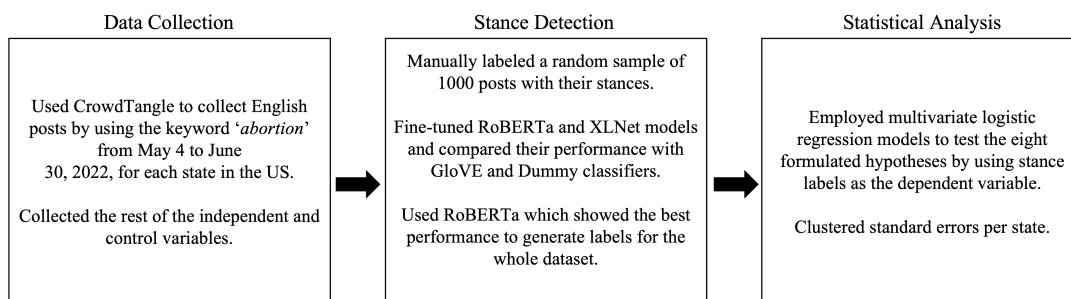 Data Collection
Used CrowdTangle to collect English
posts by using the keyword ‘abortion’
from May 4 to June
30, 2022, for each state in the US.
Collected the rest of the independent and
control variables.
Stance Detection
Manually labeled a random sample of
1000 posts with their stances.
Fine-tuned RoBERTa and XLNet models
and compared their performance with
GloVE and Dummy classifiers.
Used RoBERTa which showed the best
performance to generate labels for the
whole dataset.
Statistical Analysis
Employed multivariate logistic
regression models to test the eight
formulated hypotheses by using stance
labels as the dependent variable.
Clustered standard errors per state.